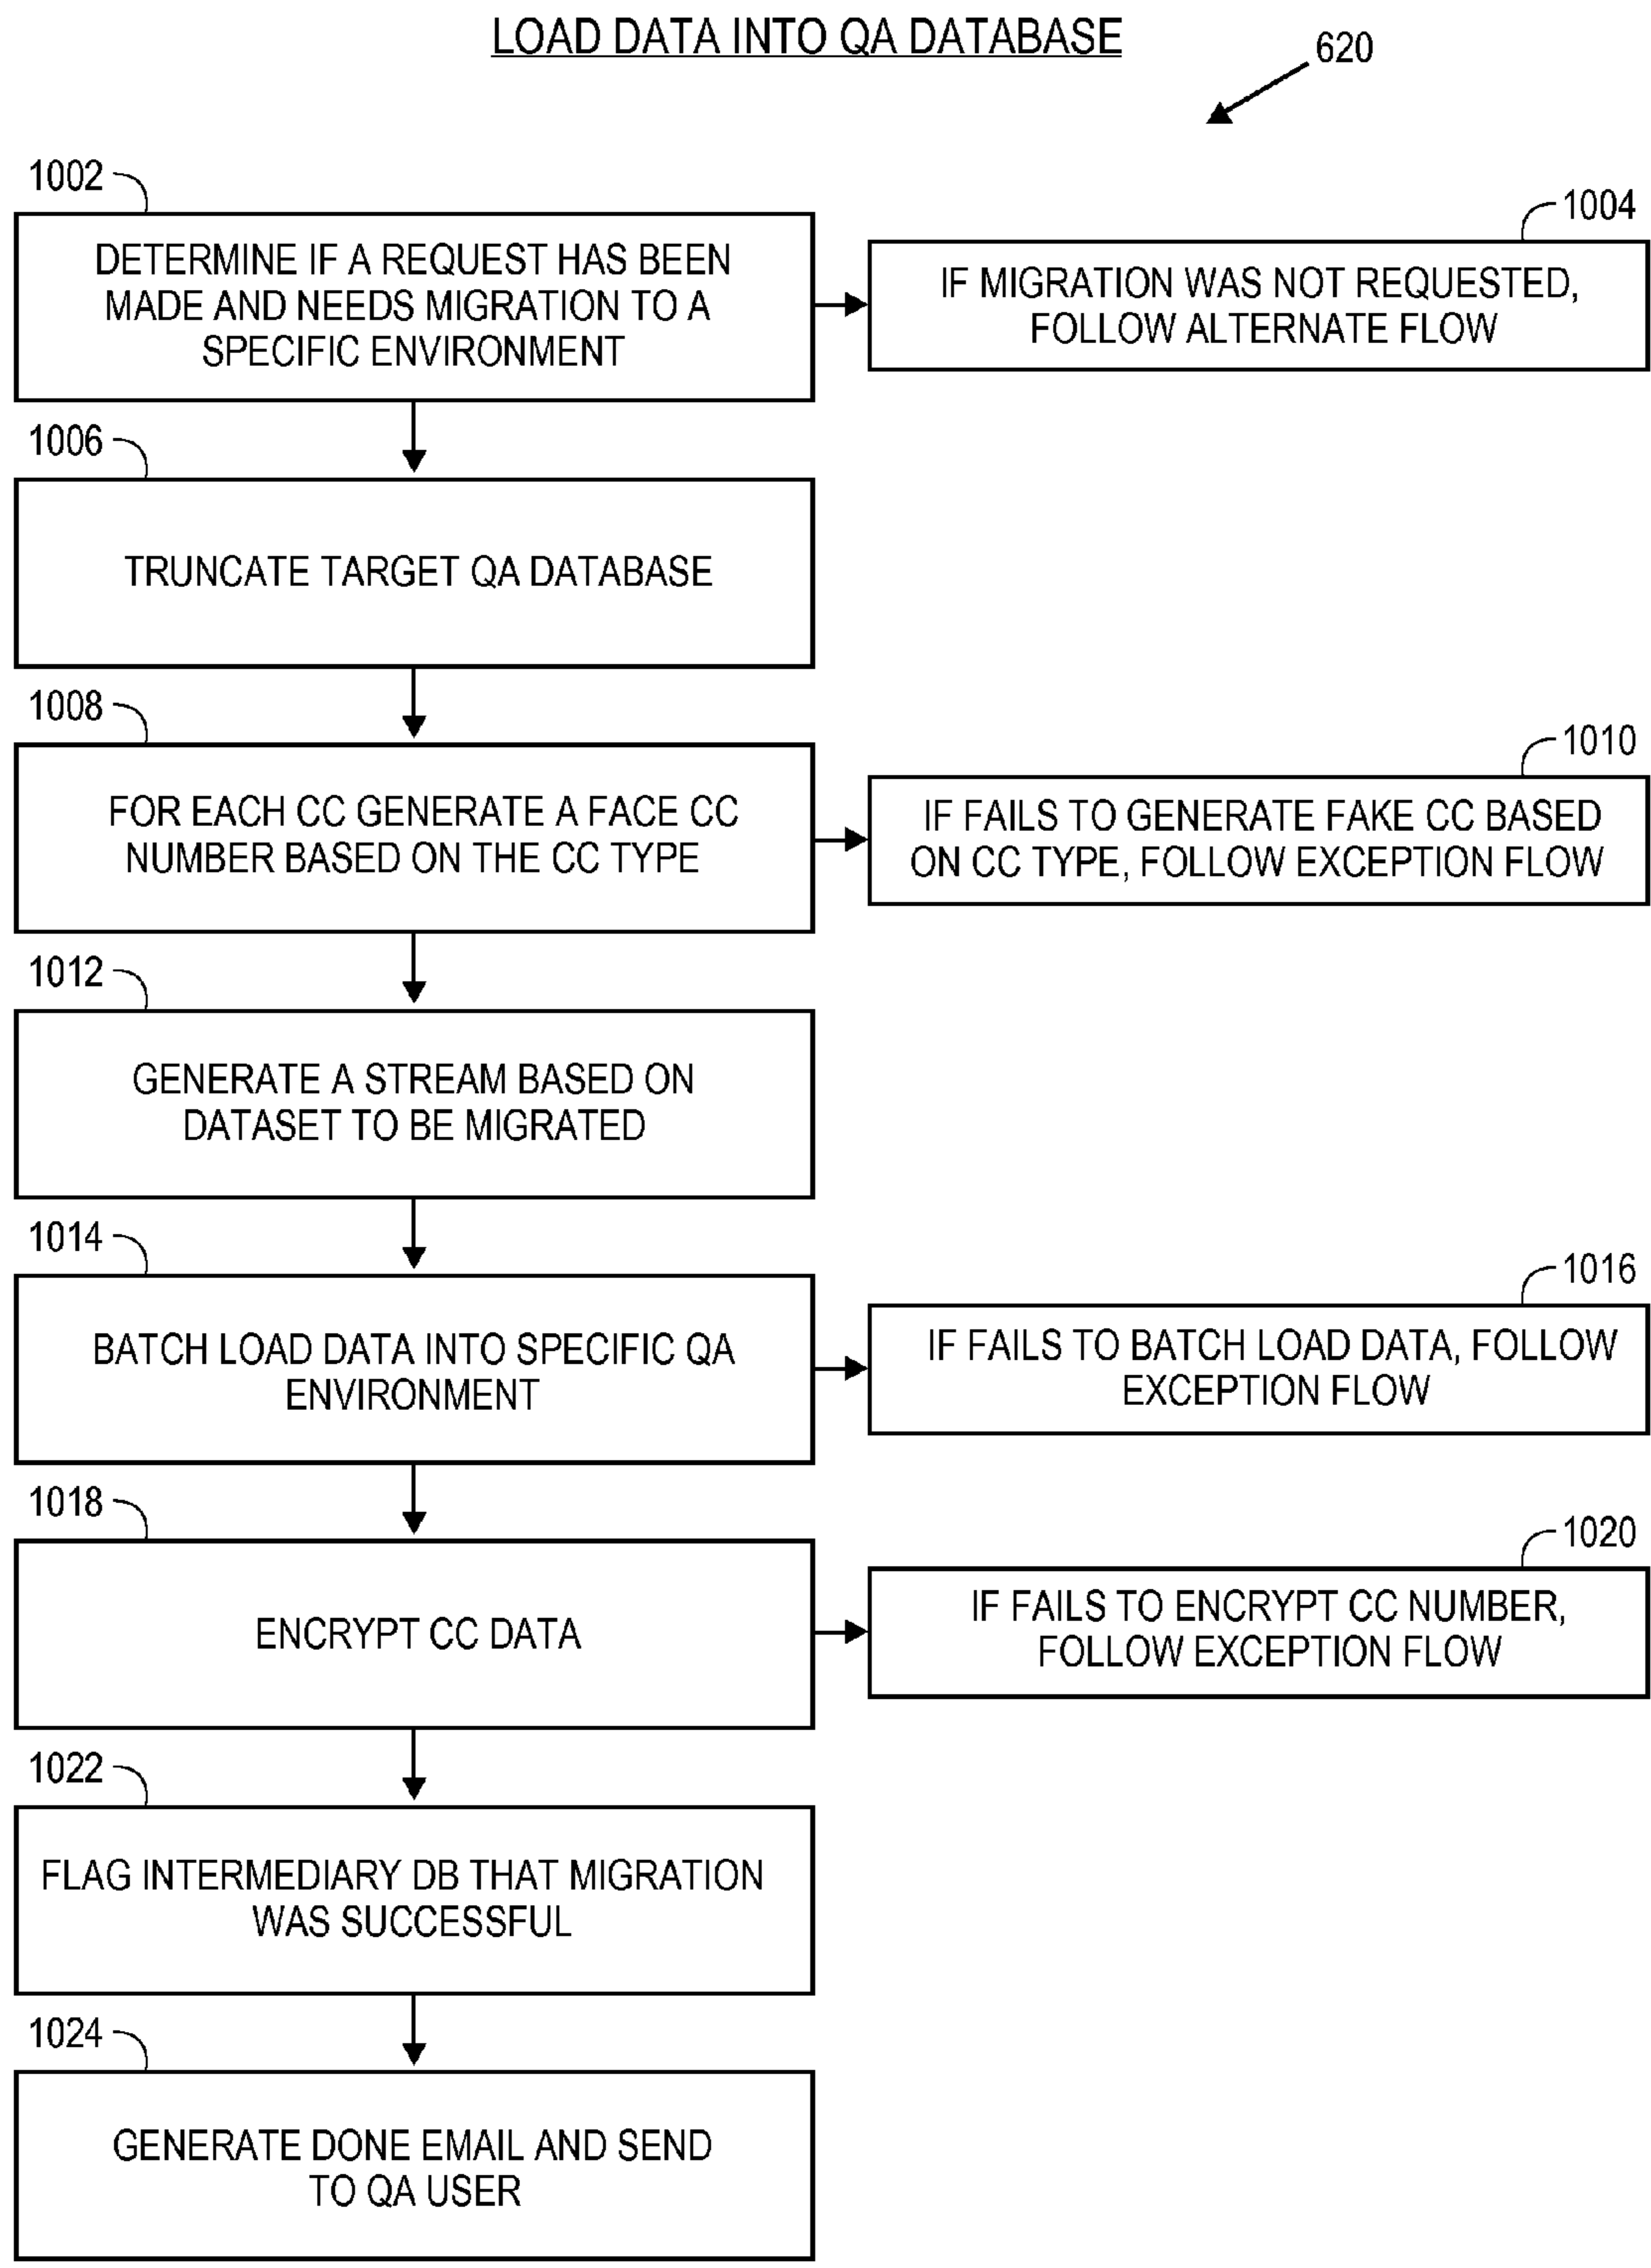 LOAD DATA INTO QA DATABASE
620
1002
DETERMINE IF A REQUEST HAS BEEN
MADE AND NEEDS MIGRATION TO A
SPECIFIC ENVIRONMENT
1004
IF MIGRATION WAS NOT REQUESTED,
FOLLOW ALTERNATE FLOW
1006
TRUNCATE TARGET QA DATABASE
1008
FOR EACH CC GENERATE A FACE CC
NUMBER BASED ON THE CC TYPE
1010
IF FAILS TO GENERATE FAKE CC BASED
ON CC TYPE, FOLLOW EXCEPTION FLOW
1012
GENERATE A STREAM BASED ON
DATASET TO BE MIGRATED
1014
BATCH LOAD DATA INTO SPECIFIC QA
ENVIRONMENT
1016
IF FAILS TO BATCH LOAD DATA, FOLLOW
EXCEPTION FLOW
1018
ENCRYPT CC DATA
1020
IF FAILS TO ENCRYPT CC NUMBER,
FOLLOW EXCEPTION FLOW
1022
FLAG INTERMEDIARY DB THAT MIGRATION
WAS SUCCESSFUL
1024
GENERATE DONE EMAIL AND SEND
TO QA USER